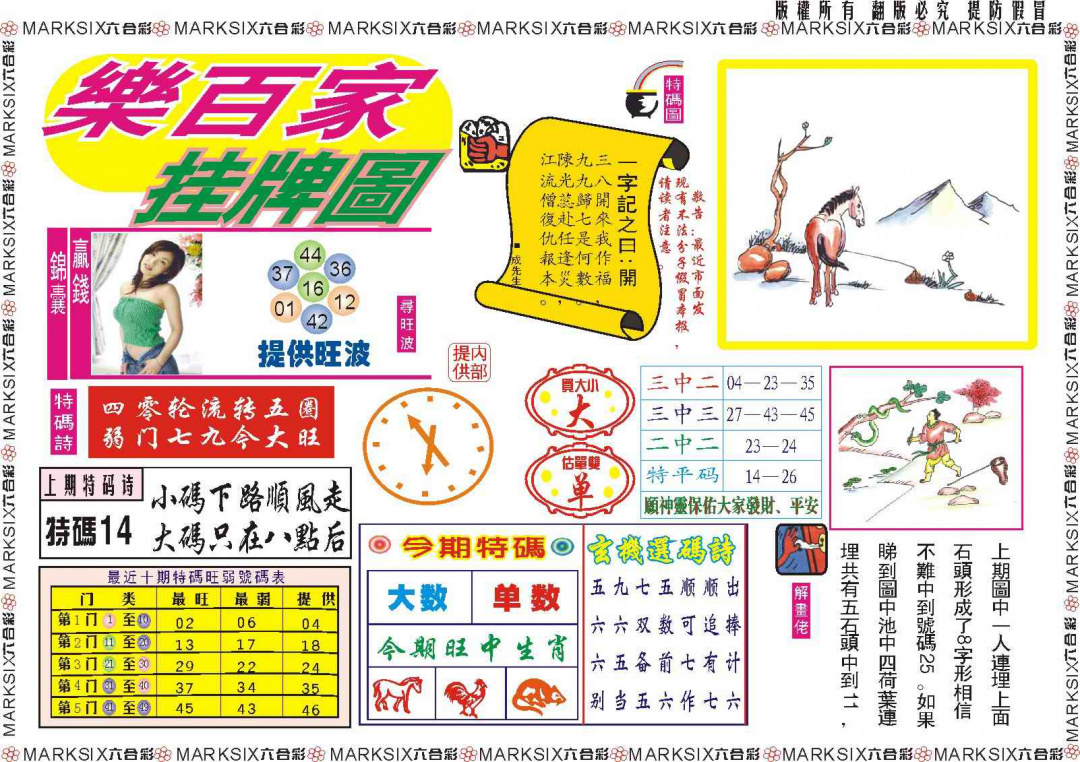 版權所有 翻版必究 提防假冒
MARKSIX六合彩 MARKSIX六合彩 MARKSIX六合彩 MARKSIX六合彩 MARKSIX六合彩 MARKSIX六合彩 MARKSIX六合彩
樂百家
挂牌圖
特碼圖
一字記之曰：開
三八開來我作福
九九歸七是何數，
陳光蕊赴任逢災，
江流僧復仇報本。
成先生
敬告：最近市面发
现有不法分子假冒本报，
请读者注意。
贏錢
錦囊
44
37
36
16
01
12
42
提供旺波
尋旺波
内部
提供
特碼詩
四零轮流转五圈
弱门七九今大旺
買大小
大
估單雙
单
三中二 04—23—35
三中三 27—43—45
二中二 23—24
特平码 14—26
願神靈保佑大家發財、平安
上期特码诗
特碼14
小碼下路順風走
大碼只在八點后
最近十期特碼旺弱號碼表
门 类 最旺 最弱 提供
第1门 1 至 10 02 06 04
第2门 11 至 20 13 17 18
第3门 21 至 30 29 22 24
第4门 31 至 40 37 34 35
第5门 41 至 49 45 43 46
今期特碼
大数 单数
今期旺中生肖
玄機選碼詩
五九七五顺顺出
六六双数可追捧
六五备前七有计
别当五六作七六
解畫佬
上期圖中一人連埋上面
石頭形成了8字形相信
不難中到號碼25。如果
睇到圖中池中四荷葉連
埋共有五石頭中到11，
MARKSIX六合彩 MARKSIX六合彩 MARKSIX六合彩 MARKSIX六合彩 MARKSIX六合彩 MARKSIX六合彩 MARKSIX六合彩